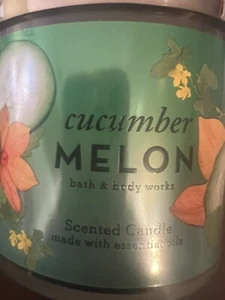 cucumber
MELON
bath & body works
Scented Candle
made with essential oils